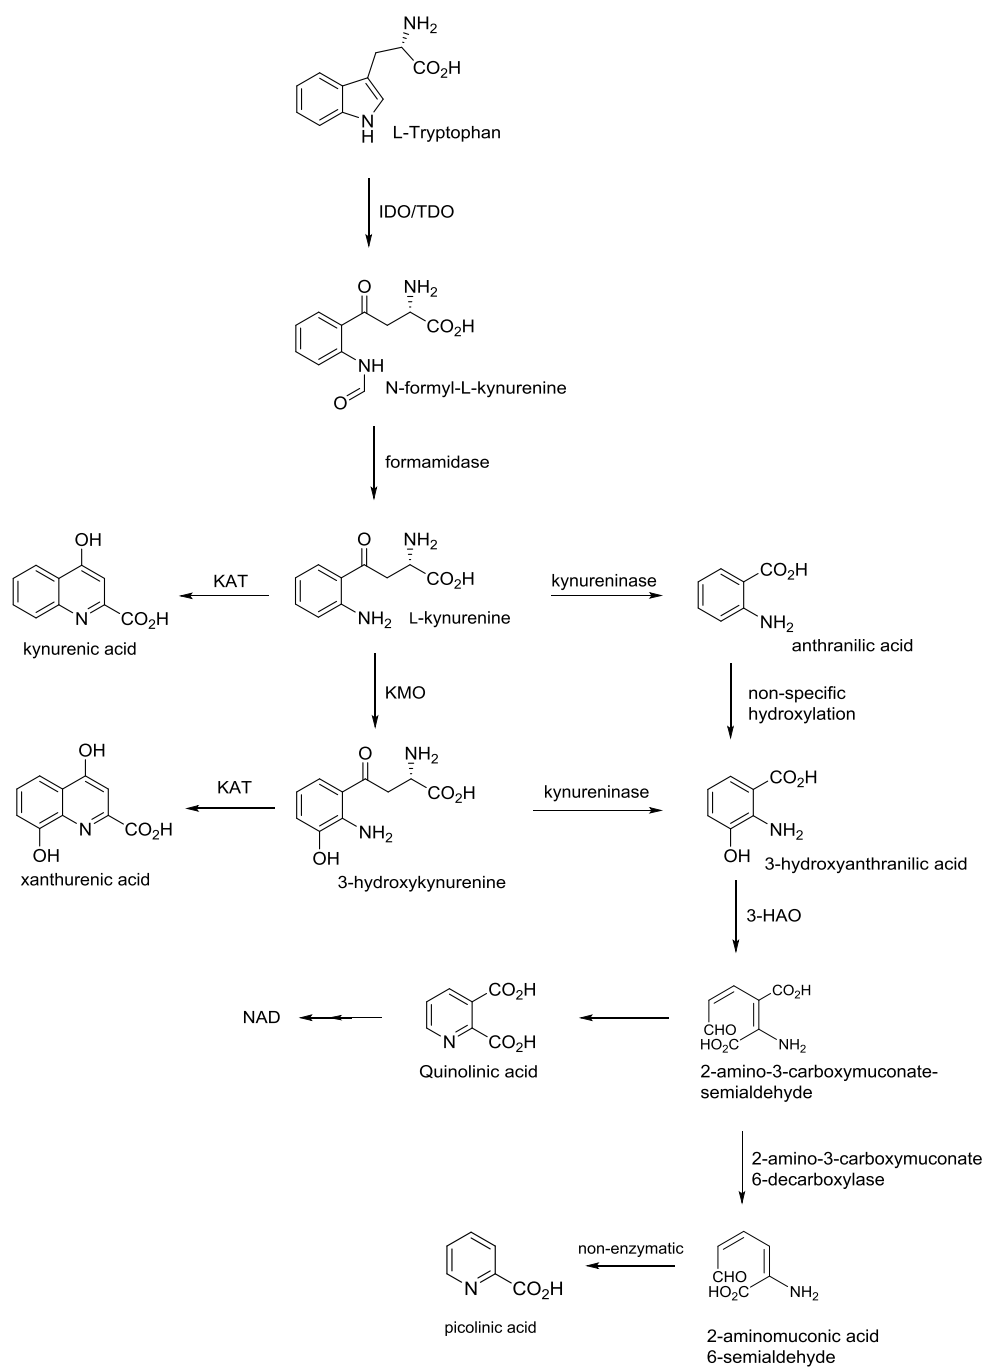 NH2
CO2H
N
H
L-Tryptophan
IDO/TDO
O
NH2
CO2H
NH
O
N-formyl-L-kynurenine
formamidase
OH
N
CO2H
kynurenic acid
KAT
O
NH2
CO2H
NH2
L-kynurenine
kynureninase
CO2H
NH2
anthranilic acid
KMO
non-specific
hydroxylation
OH
N
CO2H
OH
xanthurenic acid
KAT
O
NH2
CO2H
NH2
OH
3-hydroxykynurenine
kynureninase
CO2H
NH2
OH
3-hydroxyanthranilic acid
3-HAO
NAD
CO2H
CO2H
N
Quinolinic acid
CO2H
CHO
HO2C
NH2
2-amino-3-carboxymuconate-
semialdehyde
2-amino-3-carboxymuconate
6-decarboxylase
N
CO2H
picolinic acid
non-enzymatic
CHO
HO2C
NH2
2-aminomuconic acid
6-semialdehyde